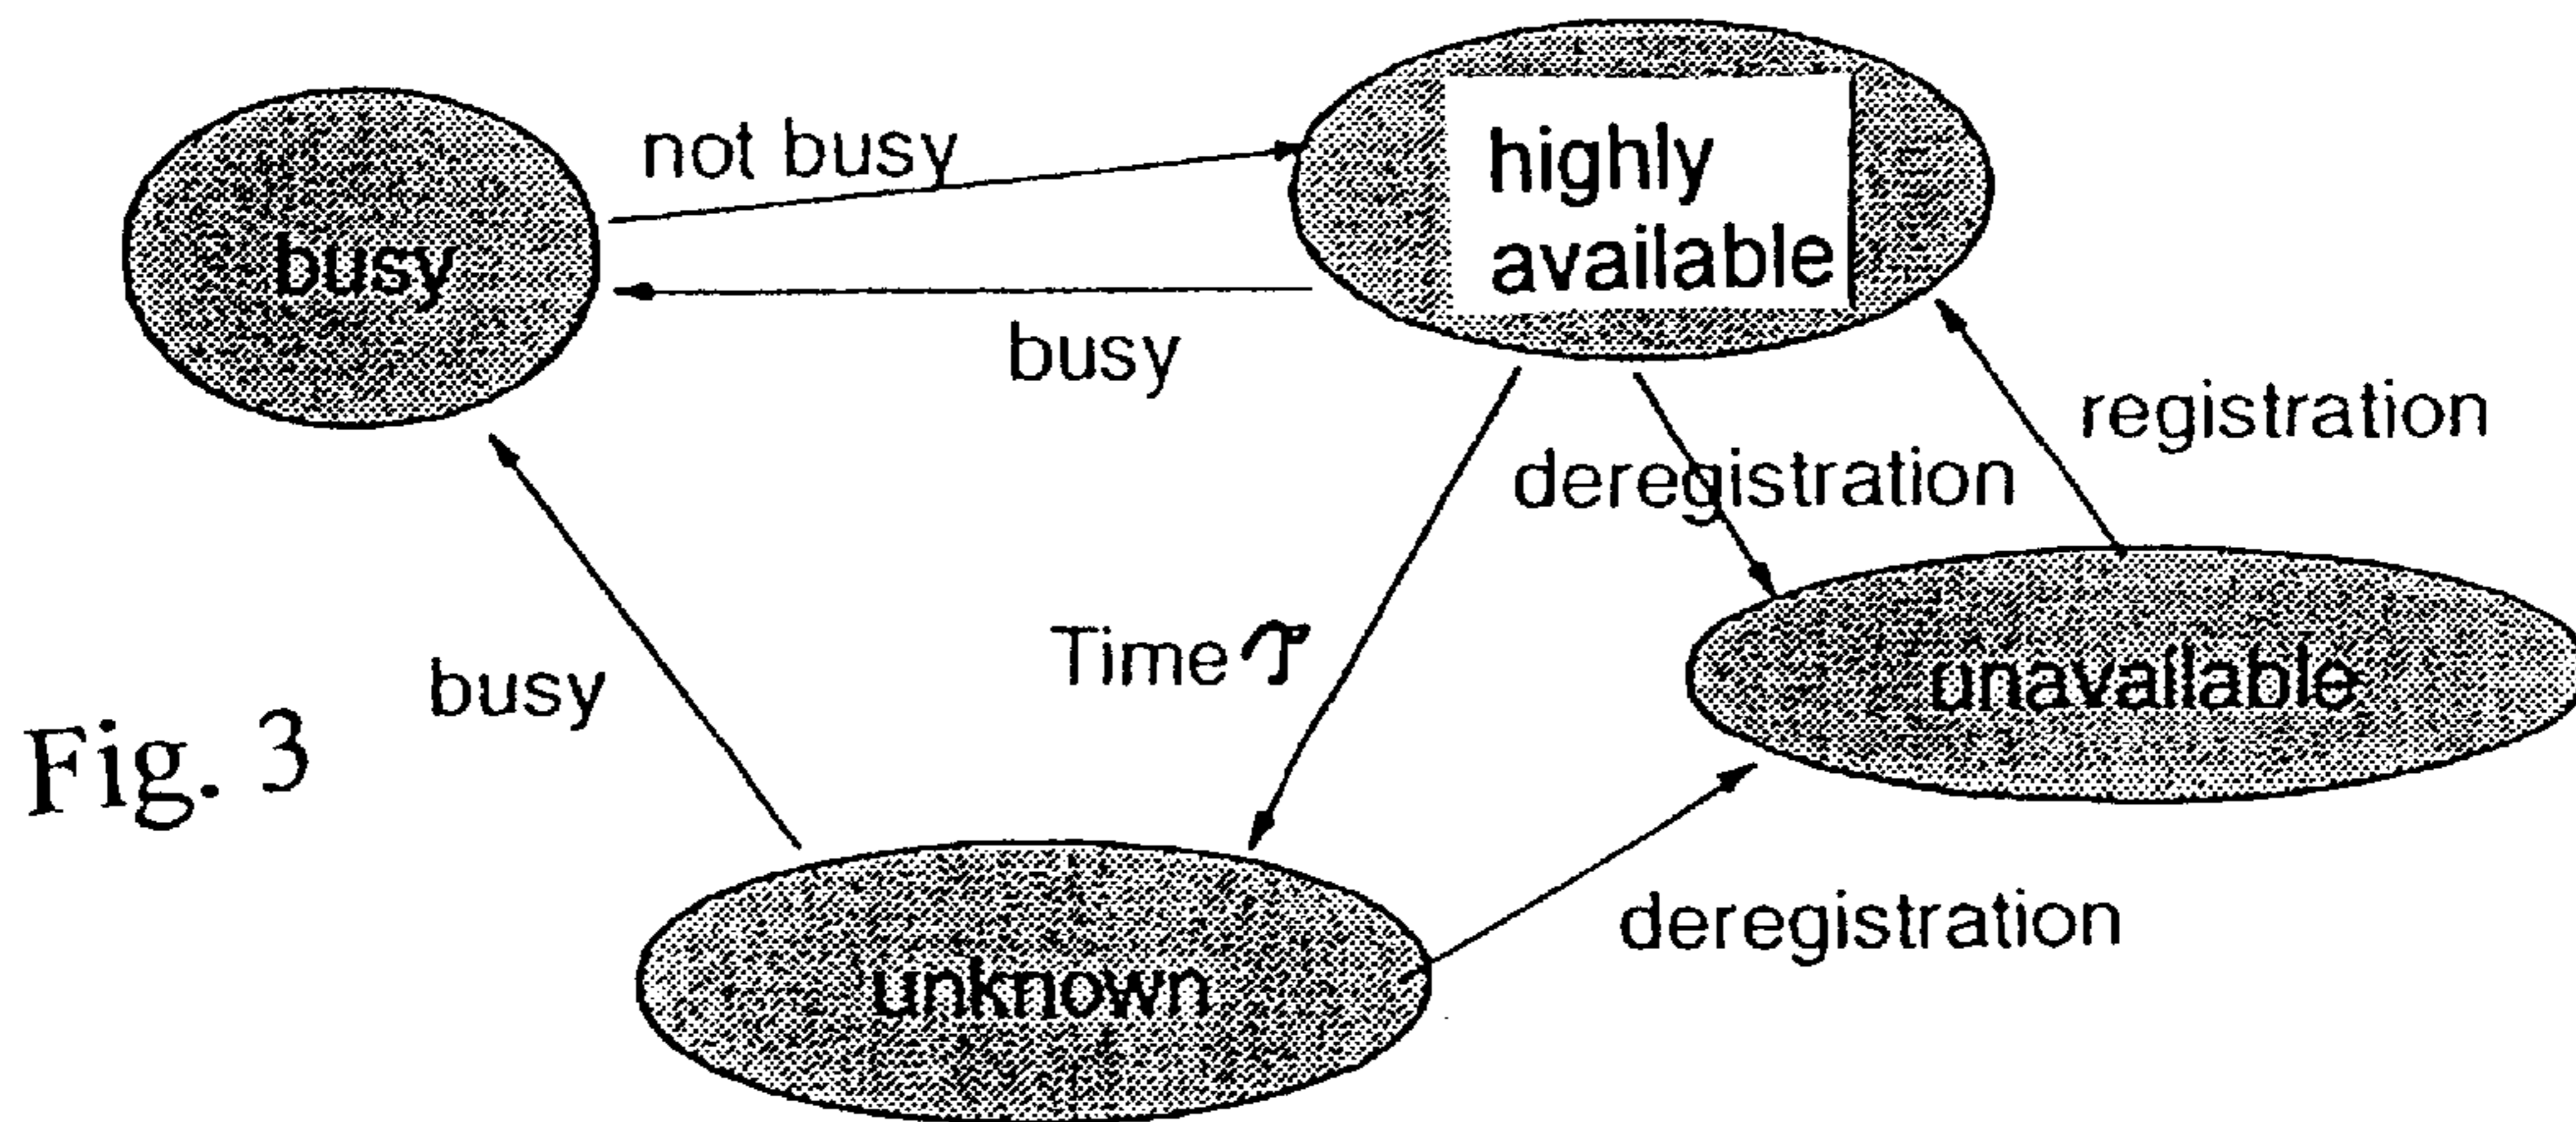 not busy
highly
available
busy
busy
registration
deregistration
Time τ
unavailable
busy
Fig. 3
deregistration
unknown